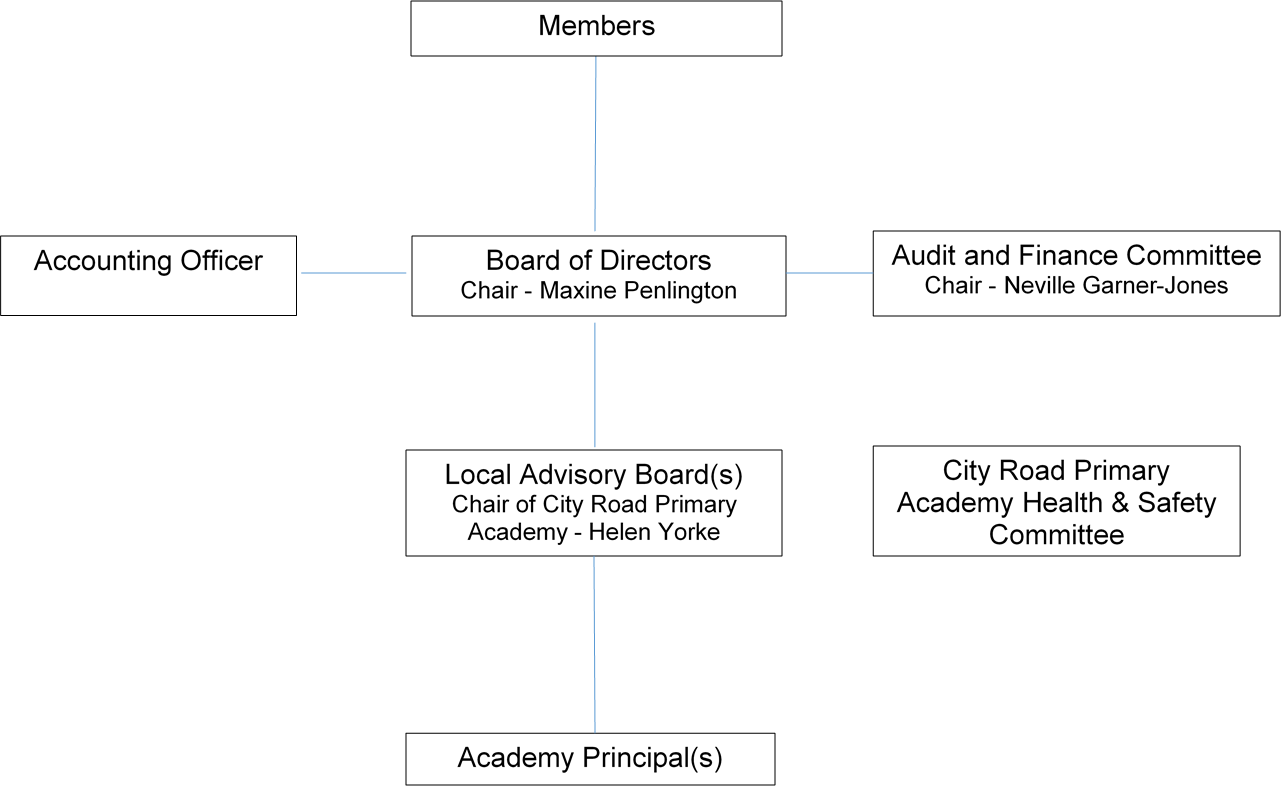 Members
Accounting Officer
Board of Directors
Chair - Maxine Penlington
Audit and Finance Committee
Chair - Neville Garner-Jones
Local Advisory Board(s)
Chair of City Road Primary
Academy - Helen Yorke
City Road Primary
Academy Health & Safety
Committee
Academy Principal(s)